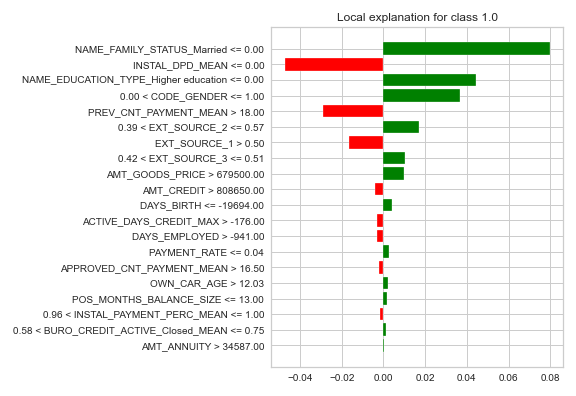 Local explanation for class 1.0
NAME_FAMILY_STATUS_Married <= 0.00
INSTAL_DPD_MEAN <= 0.00
NAME_EDUCATION_TYPE_Higher education <= 0.00
0.00 < CODE_GENDER <= 1.00
PREV_CNT_PAYMENT_MEAN > 18.00
0.39 < EXT_SOURCE_2 <= 0.57
EXT_SOURCE_1 > 0.50
0.42 < EXT_SOURCE_3 <= 0.51
AMT_GOODS_PRICE > 679500.00
AMT_CREDIT > 808650.00
DAYS_BIRTH <= -19694.00
ACTIVE_DAYS_CREDIT_MAX > -176.00
DAYS_EMPLOYED > -941.00
PAYMENT_RATE <= 0.04
APPROVED_CNT_PAYMENT_MEAN > 16.50
OWN_CAR_AGE > 12.03
POS_MONTHS_BALANCE_SIZE <= 13.00
0.96 < INSTAL_PAYMENT_PERC_MEAN <= 1.00
0.58 < BURO_CREDIT_ACTIVE_Closed_MEAN <= 0.75
AMT_ANNUITY > 34587.00
−0.04 −0.02 0.00 0.02 0.04 0.06 0.08